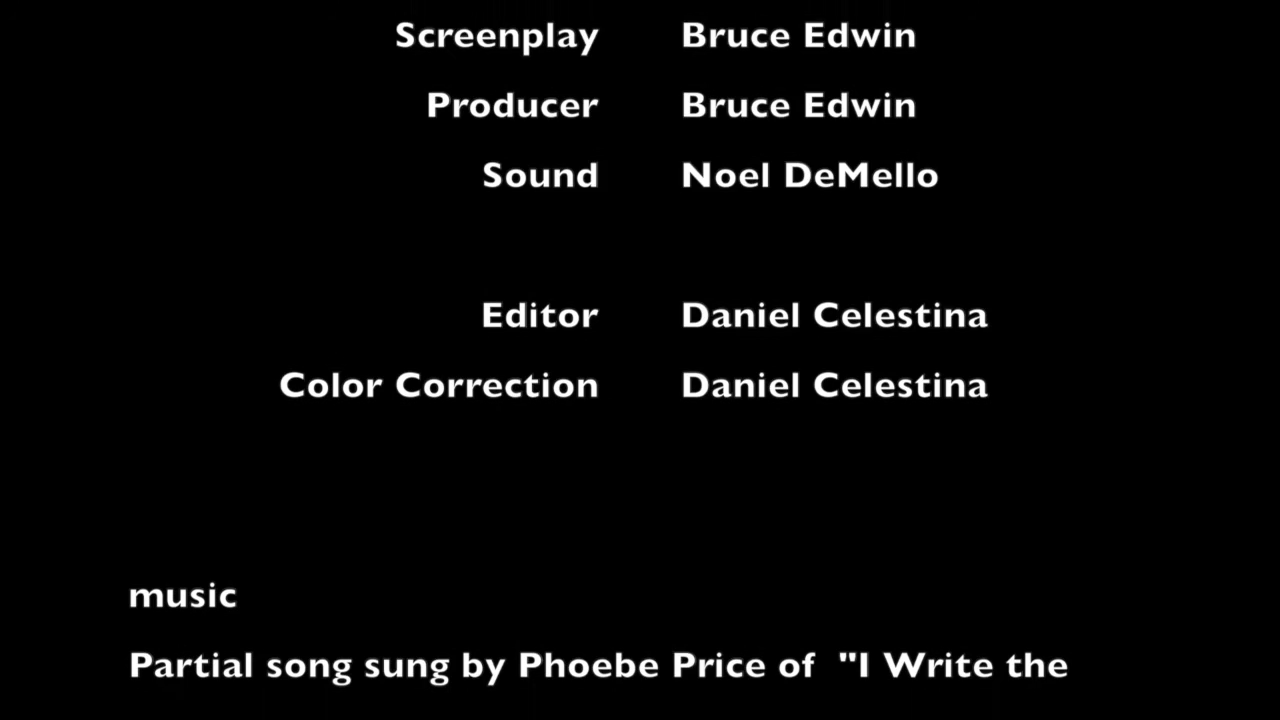 Screenplay Bruce Edwin
Producer Bruce Edwin
Sound Noel DeMello
Editor Daniel Celestina
Color Correction Daniel Celestina
music
Partial song sung by Phoebe Price of "I Write the